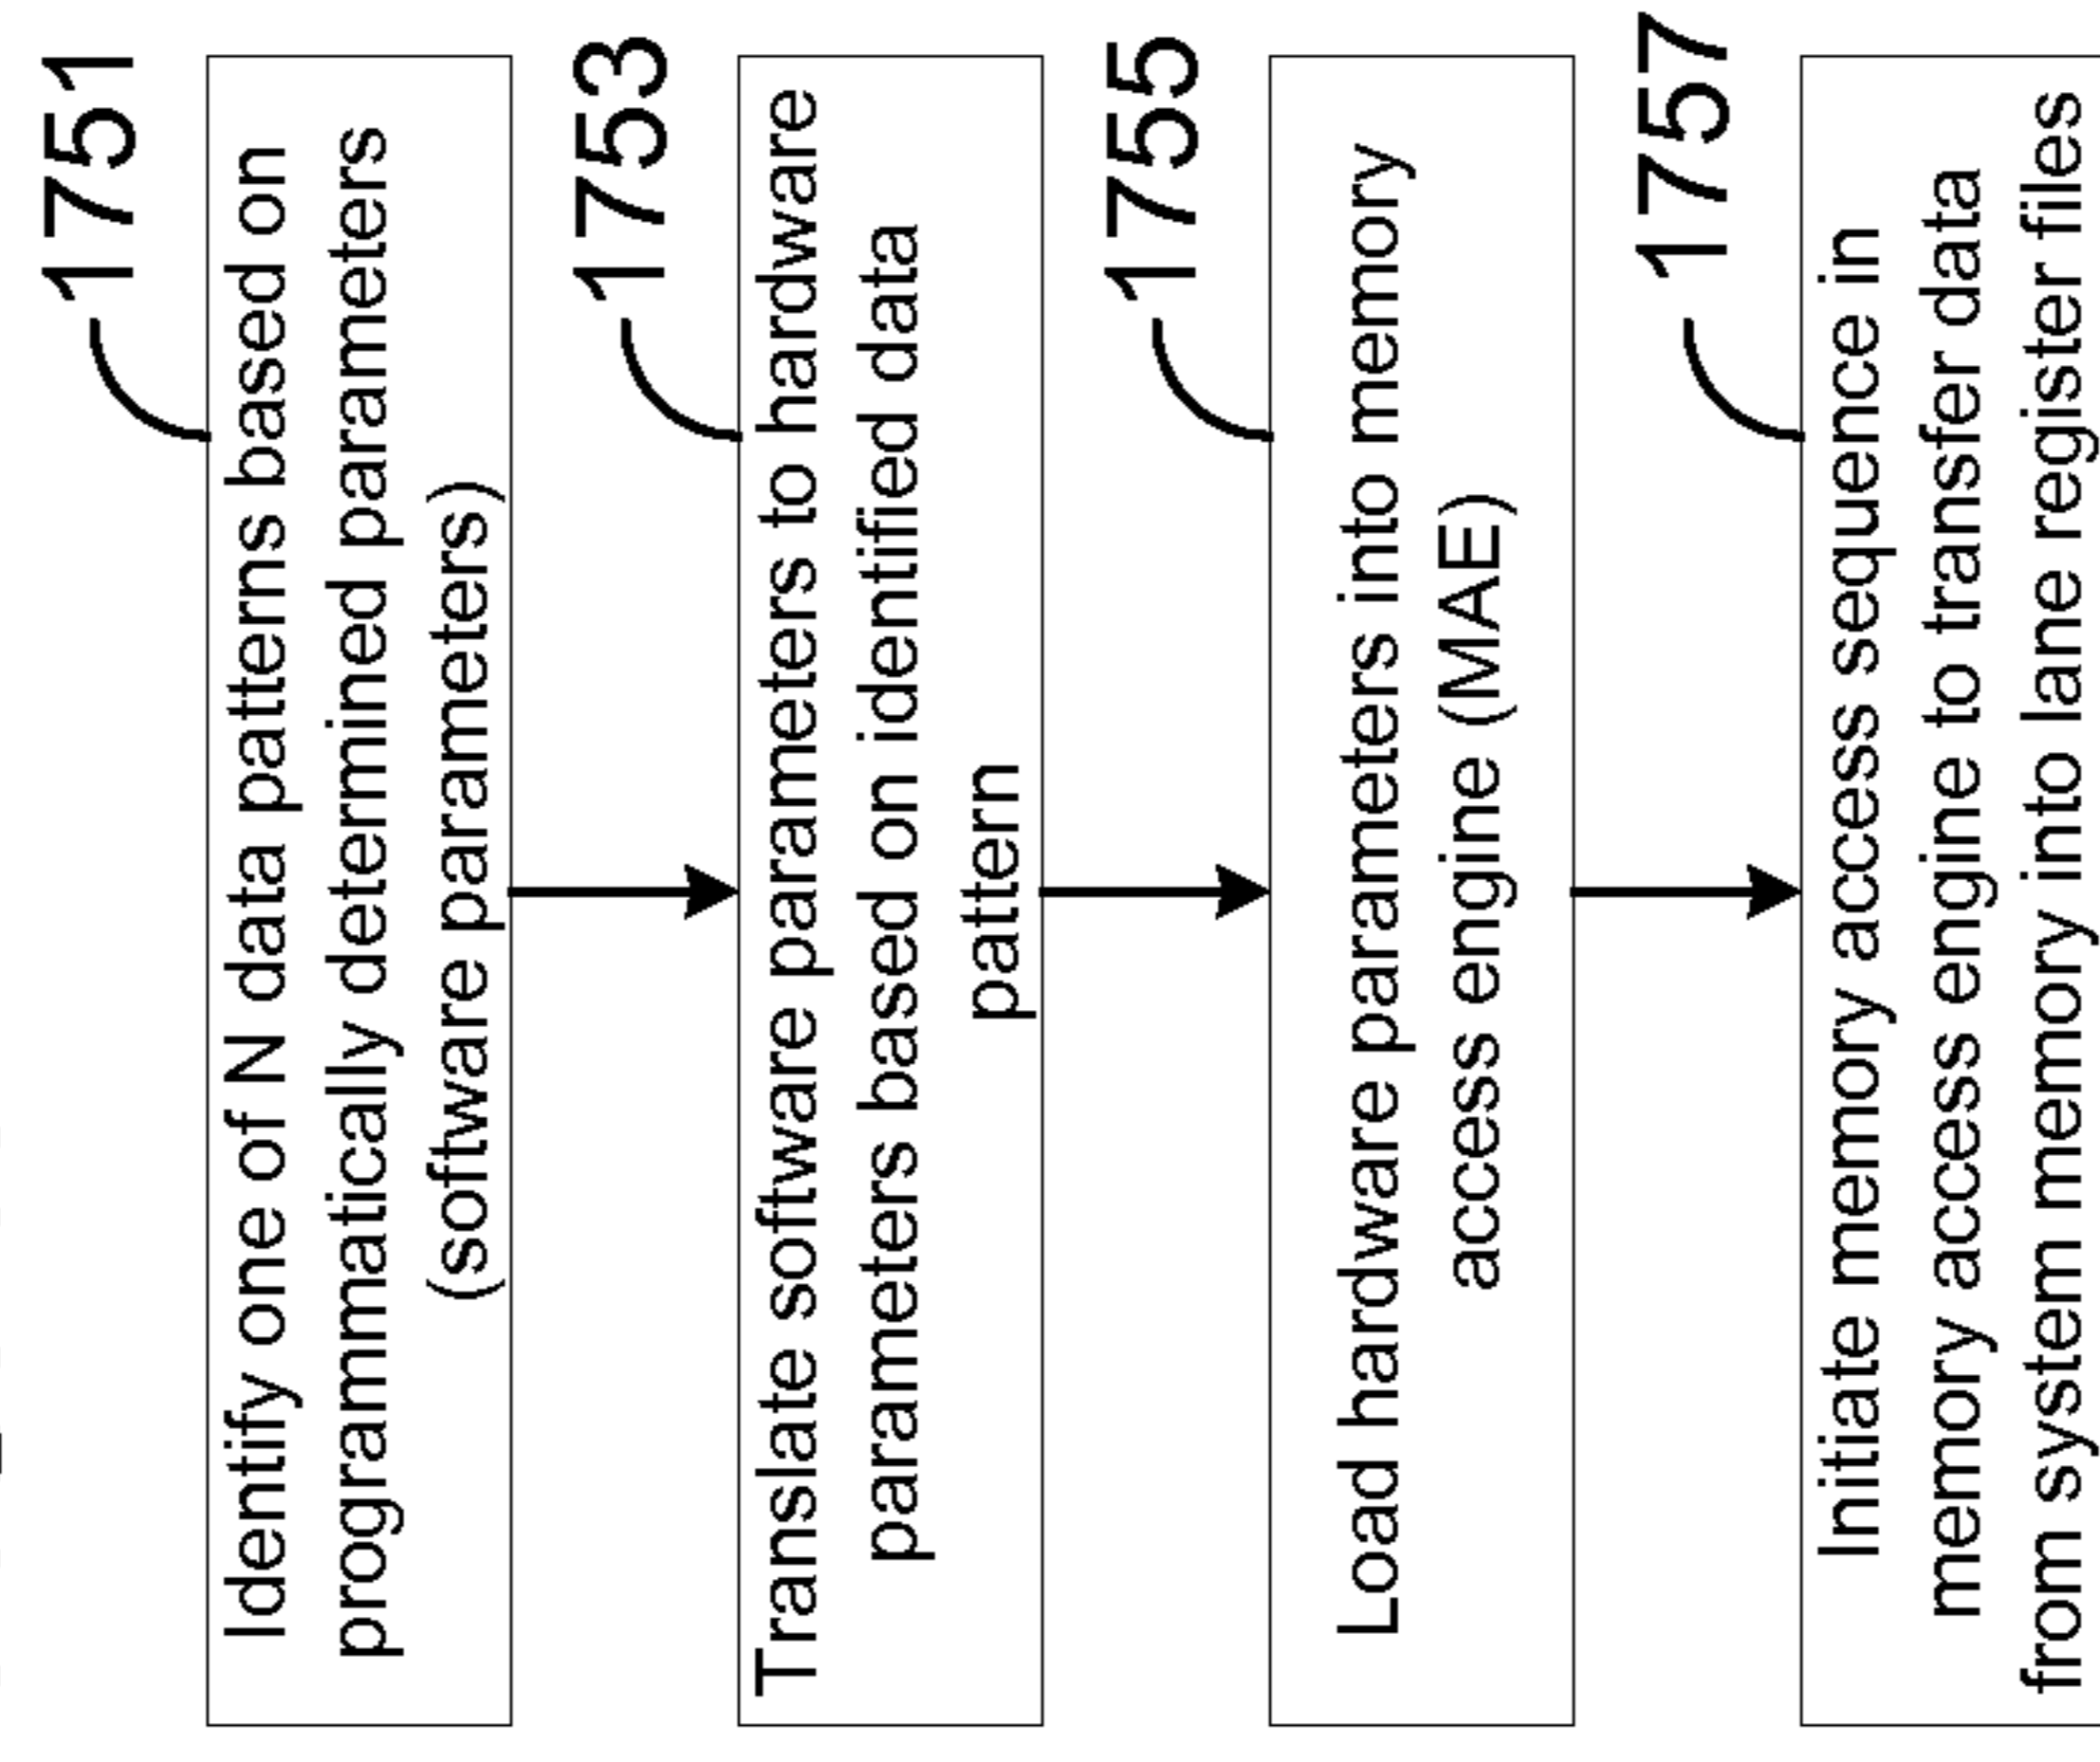 1751
Identify one of N data patterns based on
programmatically determined parameters
(software parameters)
1753
Translate software parameters to hardware
parameters based on identified data
pattern
1755
Load hardware parameters into memory
access engine (MAE)
1757
Initiate memory access sequence in
memory access engine to transfer data
from system memory into lane register files